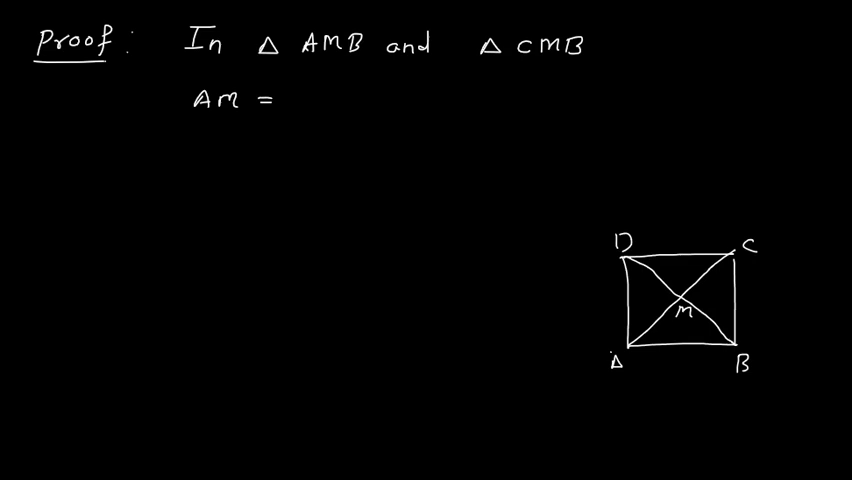 Proof : In △ AMB and △ CMB
AM =
D C
M
A B